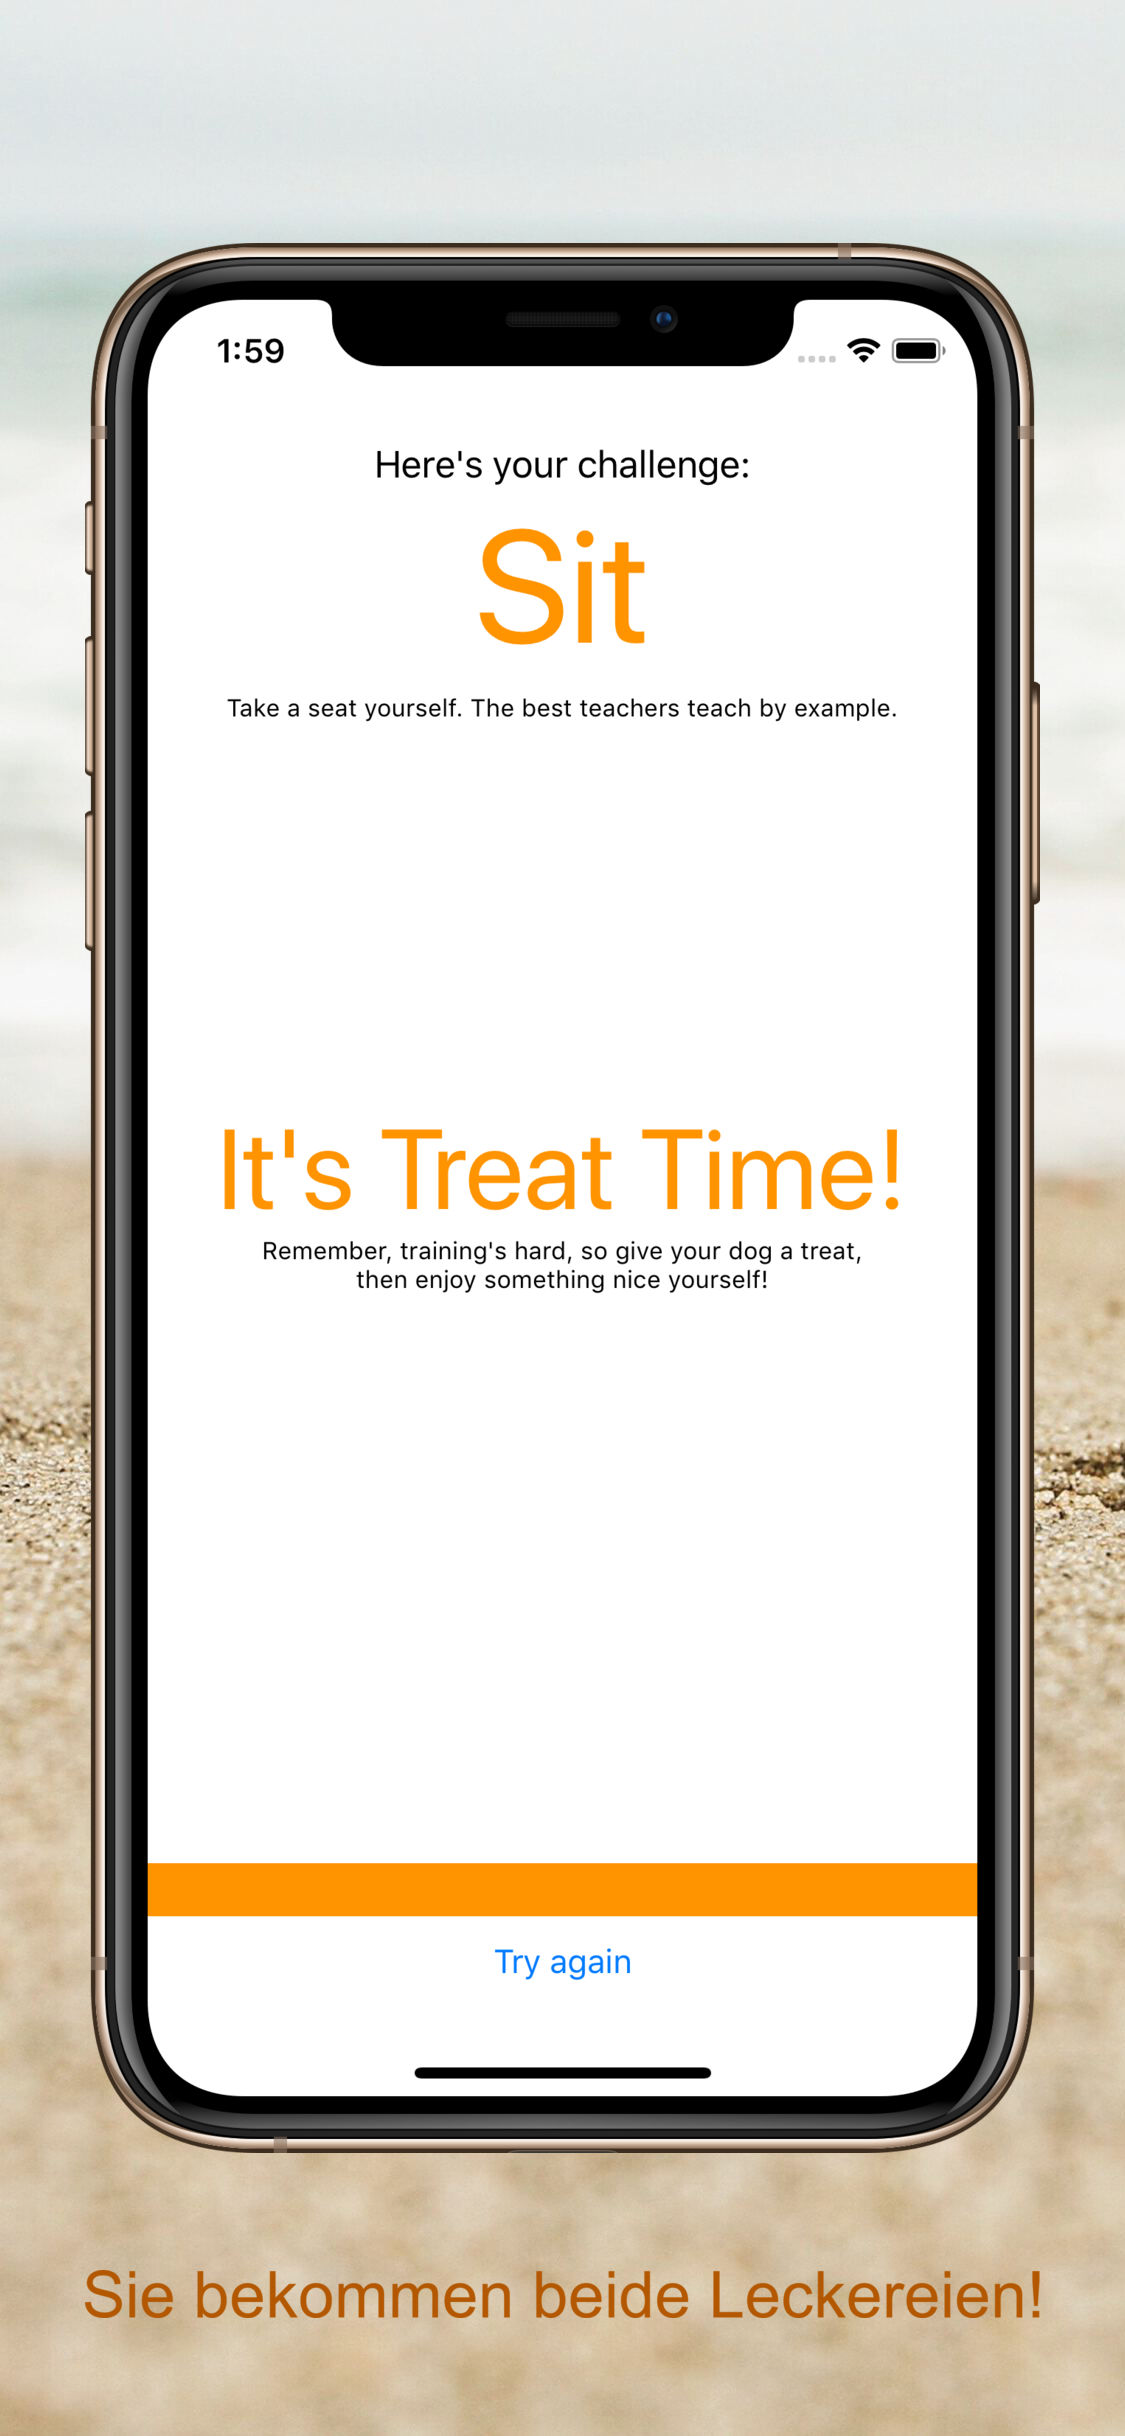 1:59
Here's your challenge:
Sit
Take a seat yourself. The best teachers teach by example.
It's Treat Time!
Remember, training's hard, so give your dog a treat,
then enjoy something nice yourself!
Try again
Sie bekommen beide Leckereien!